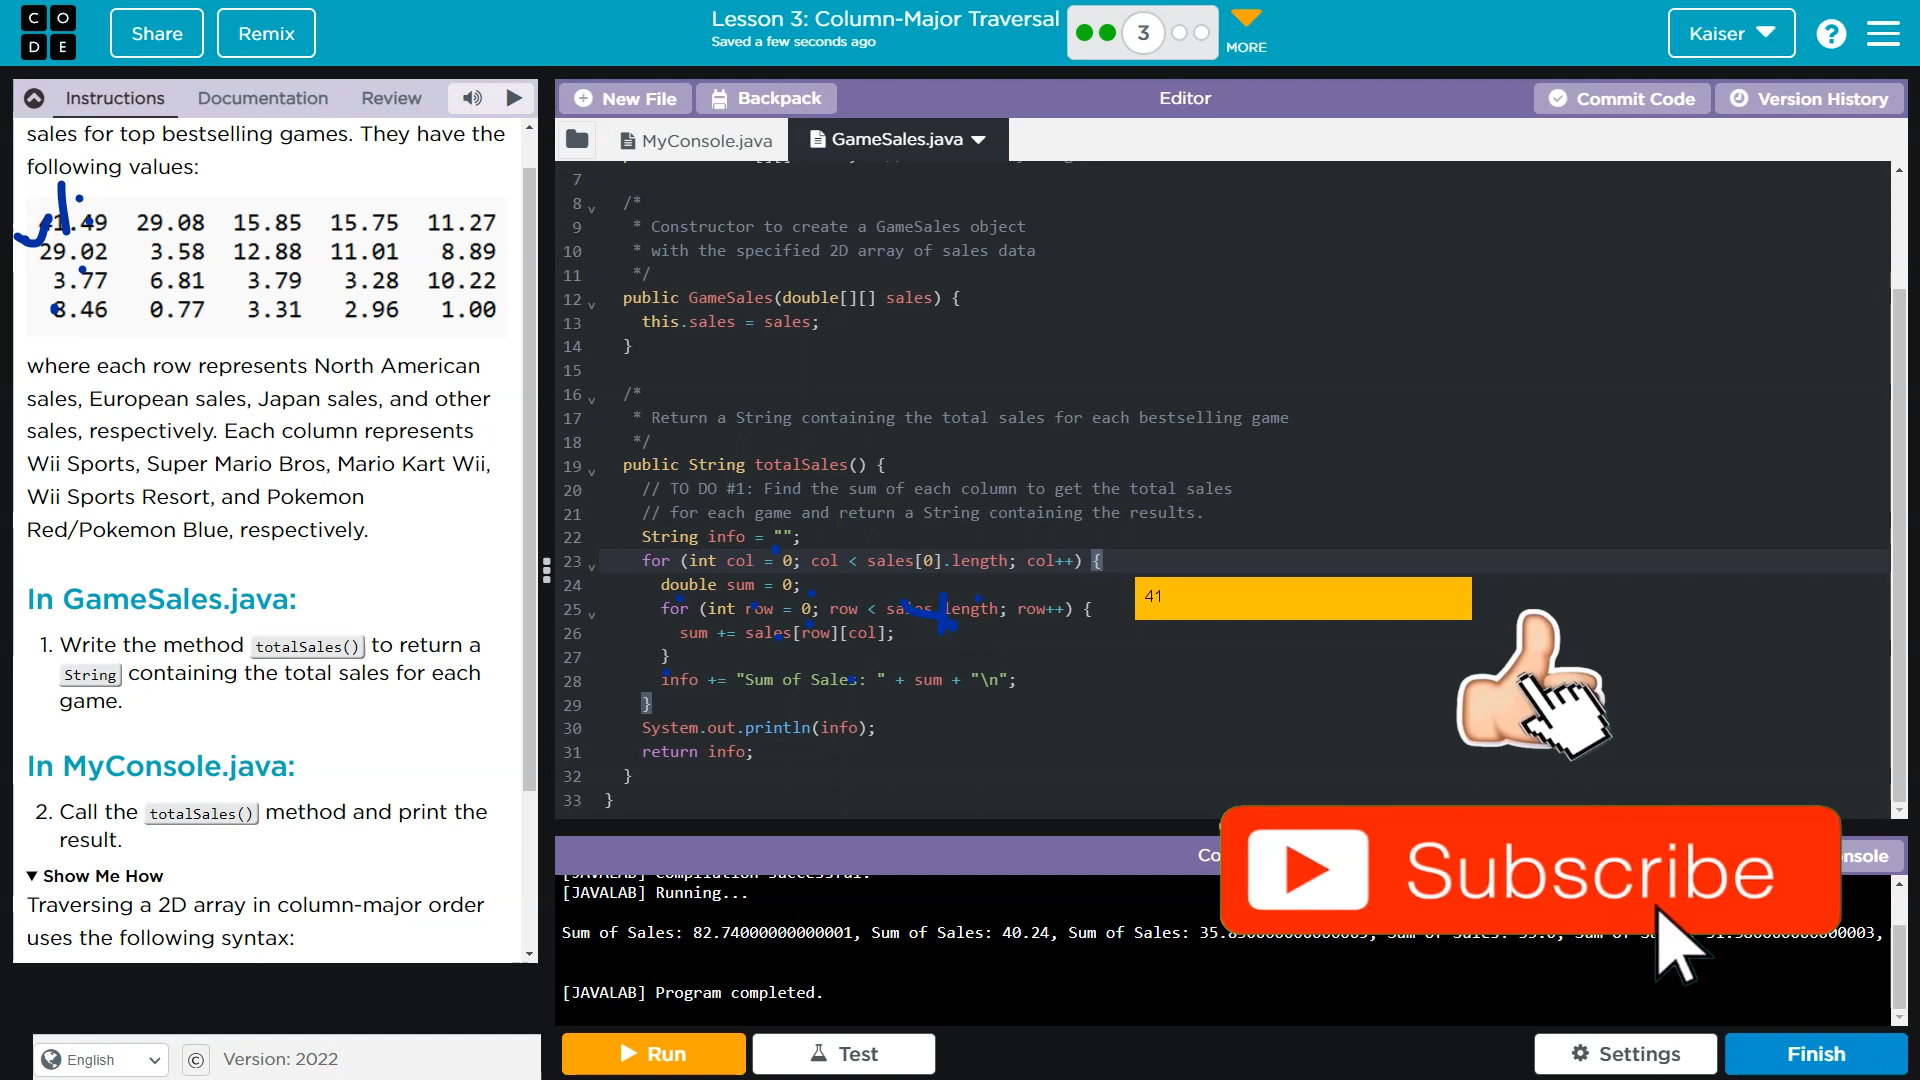 CODE
Share
Remix
Lesson 3: Column-Major Traversal
Saved a few seconds ago
3
MORE
Kaiser
?
Instructions
Documentation
Review
sales for top bestselling games. They have the
following values:
41.49 29.08 15.85 15.75 11.27
29.02 3.58 12.88 11.01 8.89
3.77 6.81 3.79 3.28 10.22
8.46 0.77 3.31 2.96 1.00
where each row represents North American
sales, European sales, Japan sales, and other
sales, respectively. Each column represents
Wii Sports, Super Mario Bros, Mario Kart Wii,
Wii Sports Resort, and Pokemon
Red/Pokemon Blue, respectively.
In GameSales.java:
1. Write the method totalSales() to return a
String containing the total sales for each
game.
In MyConsole.java:
2. Call the totalSales() method and print the
result.
▼ Show Me How
Traversing a 2D array in column-major order
uses the following syntax:
English
©
Version: 2022
New File
Backpack
Editor
Commit Code
Version History
MyConsole.java
GameSales.java
7
8 /*
9 * Constructor to create a GameSales object
10 * with the specified 2D array of sales data
11 */
12 public GameSales(double[][] sales) {
13 this.sales = sales;
14 }
15
16 /*
17 * Return a String containing the total sales for each bestselling game
18 */
19 public String totalSales() {
20 // TO DO #1: Find the sum of each column to get the total sales
21 // for each game and return a String containing the results.
22 String info = "";
23 for (int col = 0; col < sales[0].length; col++) {
24 double sum = 0;
25 for (int row = 0; row < sales.length; row++) {
26 sum += sales[row][col];
27 }
28 info += "Sum of Sales: " + sum + "\n";
29 }
30 System.out.println(info);
31 return info;
32 }
33 }
41
4
Subscribe
[JAVALAB] Compilation successful.
[JAVALAB] Running...
Sum of Sales: 82.74000000000001, Sum of Sales: 40.24, Sum of Sales:
[JAVALAB] Program completed.
Run
Test
Settings
Finish